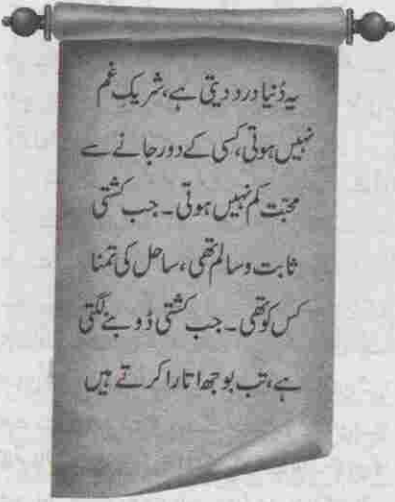 یہ دُنیا درد دیتی ہے، شریکِ غم
نہیں ہوتی، کسی کے دور جانے سے
محبّت کم نہیں ہوتی۔ جب کشتی
ثابت و سالم تھی، ساحل کی تمنا
کس کو تھی۔ جب کشتی ڈوبنے لگتی
ہے، تب بوجھ اتارا کرتے ہیں